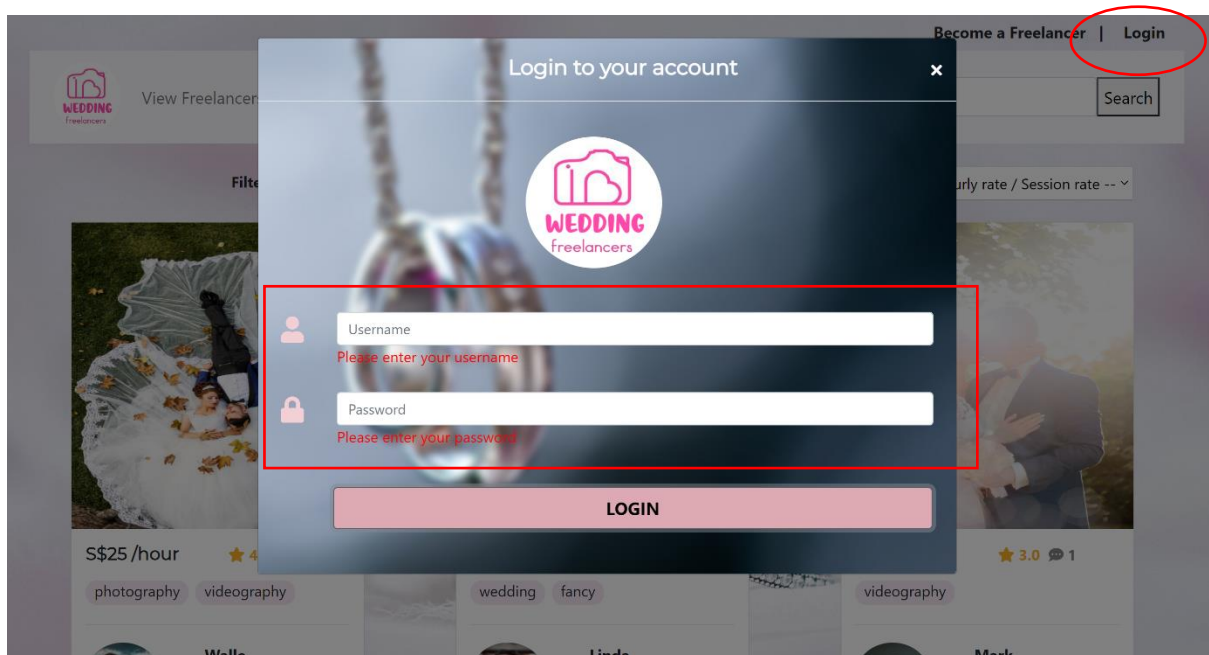 Become a Freelancer | Login
Login to your account
×
WEDDING
freelancers
View Freelancer
Search
WEDDING
freelancers
Filte
urly rate / Session rate --
Username
Please enter your username
Password
Please enter your password
LOGIN
S$25 /hour
4
3.0
1
photography
videography
wedding
fancy
videography
Walle
Linda
Mark